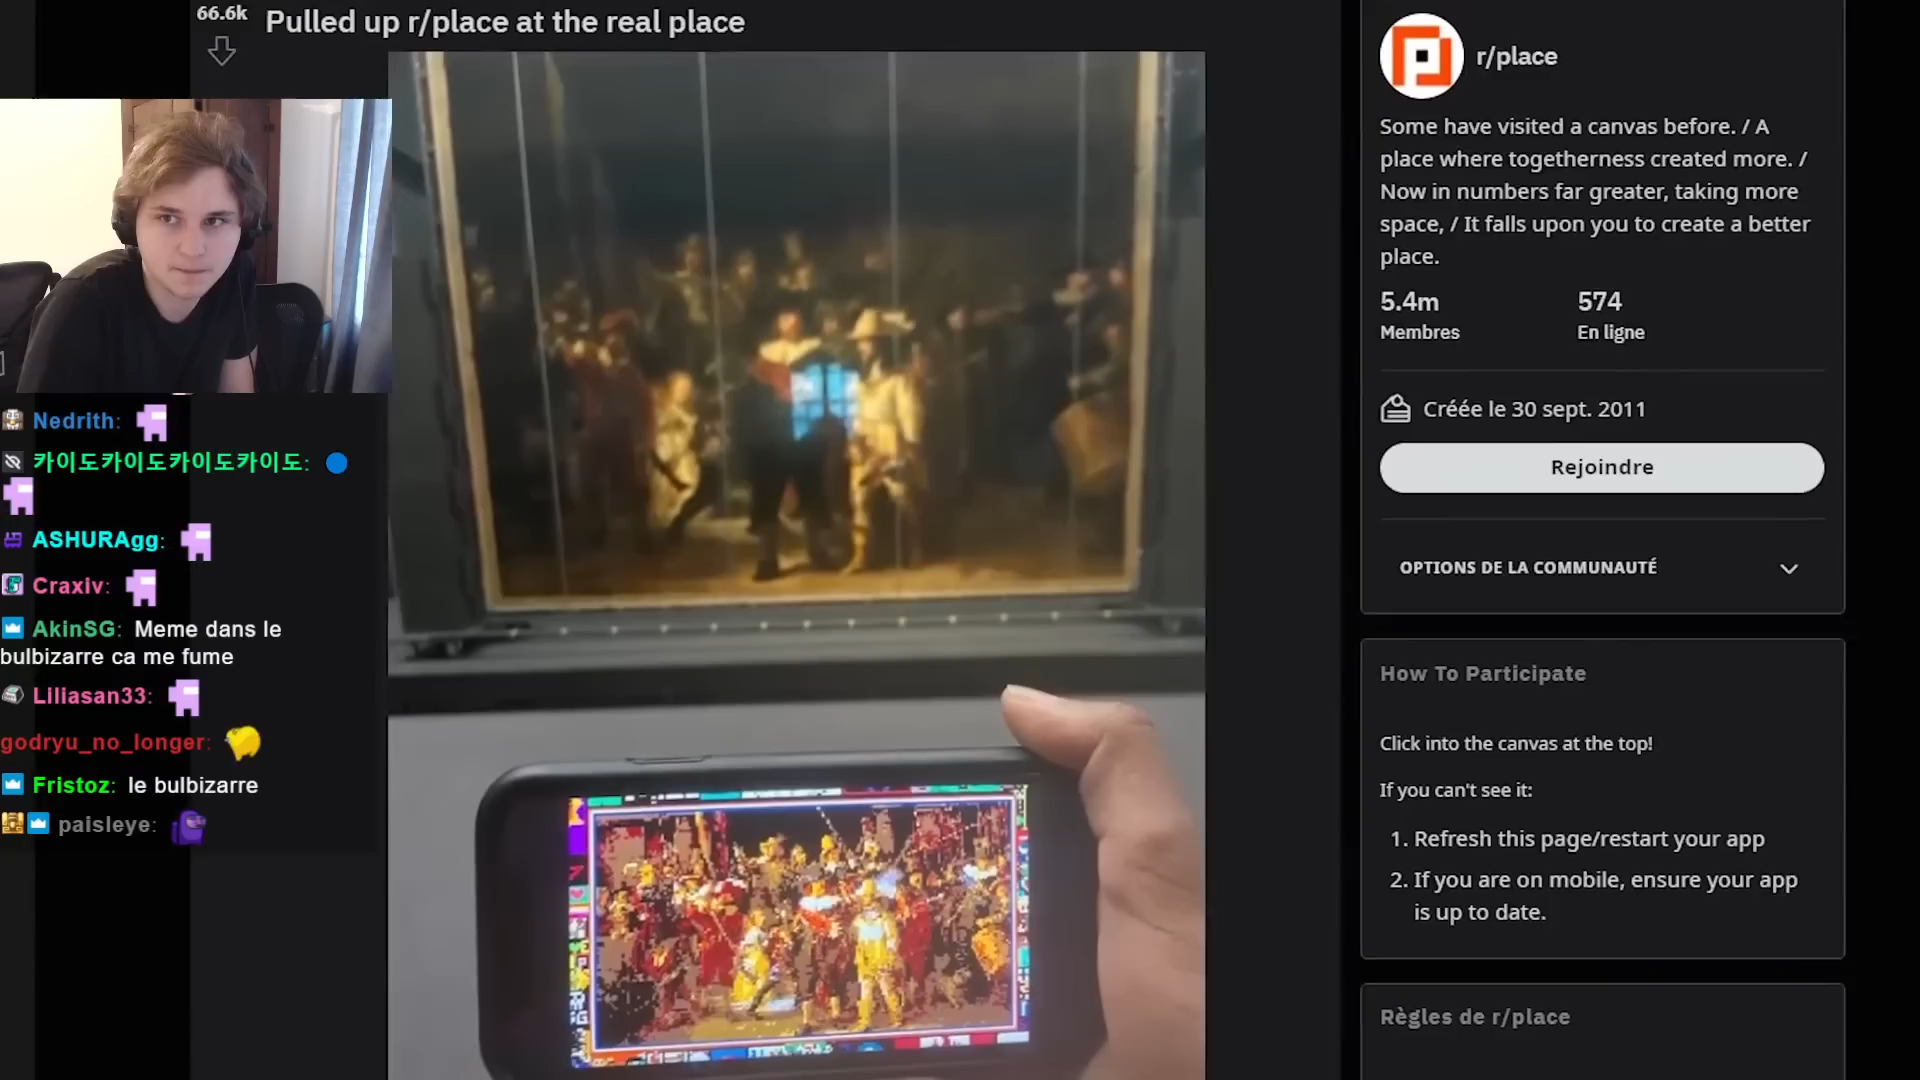 66.6k
Pulled up r/place at the real place
Nedrith:
카이도카이도카이도카이도:
ASHURAgg:
Craxiv:
AkinSG: Meme dans le
bulbizarre ca me fume
Liliasan33:
godryu_no_longer:
Fristoz: le bulbizarre
paisleye:
r/place
Some have visited a canvas before. / A
place where togetherness created more. /
Now in numbers far greater, taking more
space, / It falls upon you to create a better
place.
5.4m
Membres
574
En ligne
Créée le 30 sept. 2011
Rejoindre
OPTIONS DE LA COMMUNAUTÉ
How To Participate
Click into the canvas at the top!
If you can't see it:
1. Refresh this page/restart your app
2. If you are on mobile, ensure your app
is up to date.
Règles de r/place